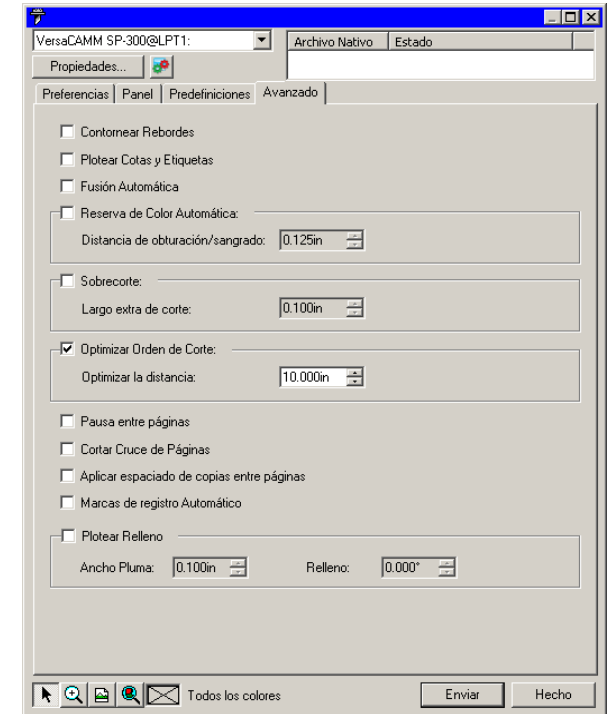 VersaCAMM SP-300@LPT1:
Archivo Nativo Estado
Propiedades...
Preferencias Panel Predefiniciones Avanzado
Contornear Rebordes
Plotear Cotas y Etiquetas
Fusión Automática
Reserva de Color Automática:
Distancia de obturación/sangrado: 0.125in
Sobrecorte:
Largo extra de corte: 0.100in
Optimizar Orden de Corte:
Optimizar la distancia: 10.000in
Pausa entre páginas
Cortar Cruce de Páginas
Aplicar espaciado de copias entre páginas
Marcas de registro Automático
Plotear Relleno
Ancho Pluma: 0.100in Relleno: 0.000°
Todos los colores Enviar Hecho